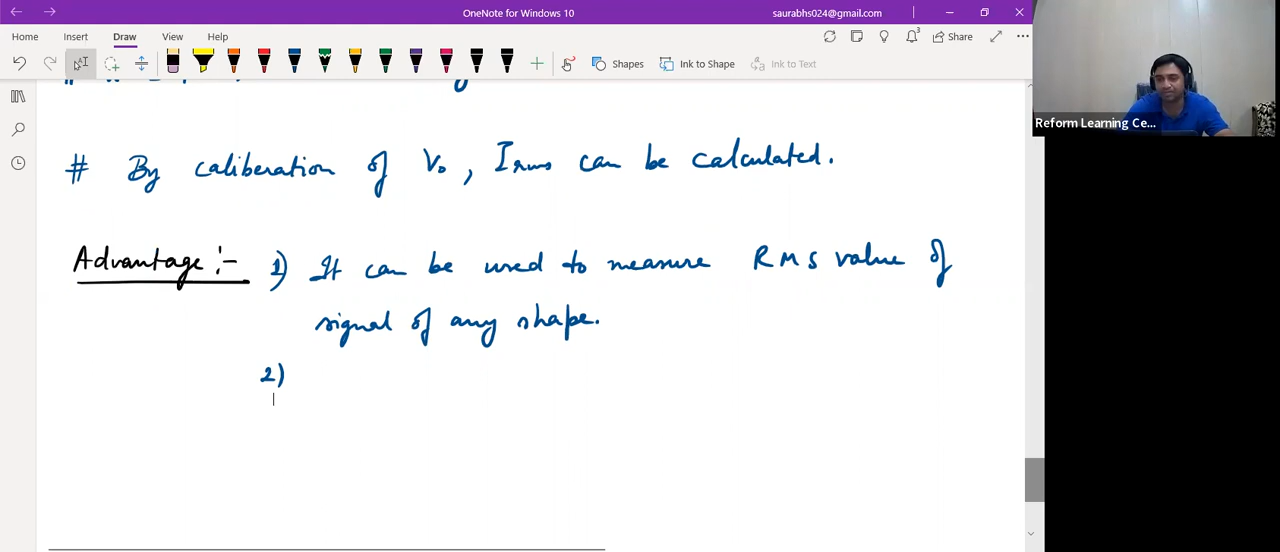 OneNote for Windows 10
saurabhs024@gmail.com
Home Insert Draw View Help
Share
Shapes Ink to Shape Ink to Text
Reform Learning Ce...
# By caliberation of Vo, Irms can be calculated.
Advantage :- 1) It can be used to measure RMS value of
signal of any shape.
2)